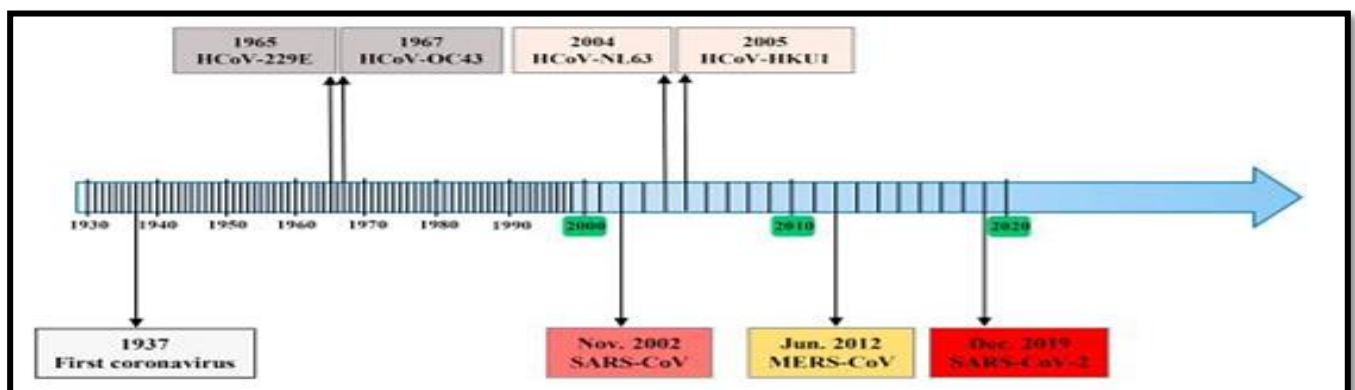 1965
HCoV-229E
1967
HCoV-OC43
2004
HCoV-NL63
2005
HCoV-HKU1
1930 1940 1950 1960 1970 1980 1990 2000 2010 2020
1937
First coronavirus
Nov. 2002
SARS-CoV
Jun. 2012
MERS-CoV
Dec. 2019
SARS-CoV-2